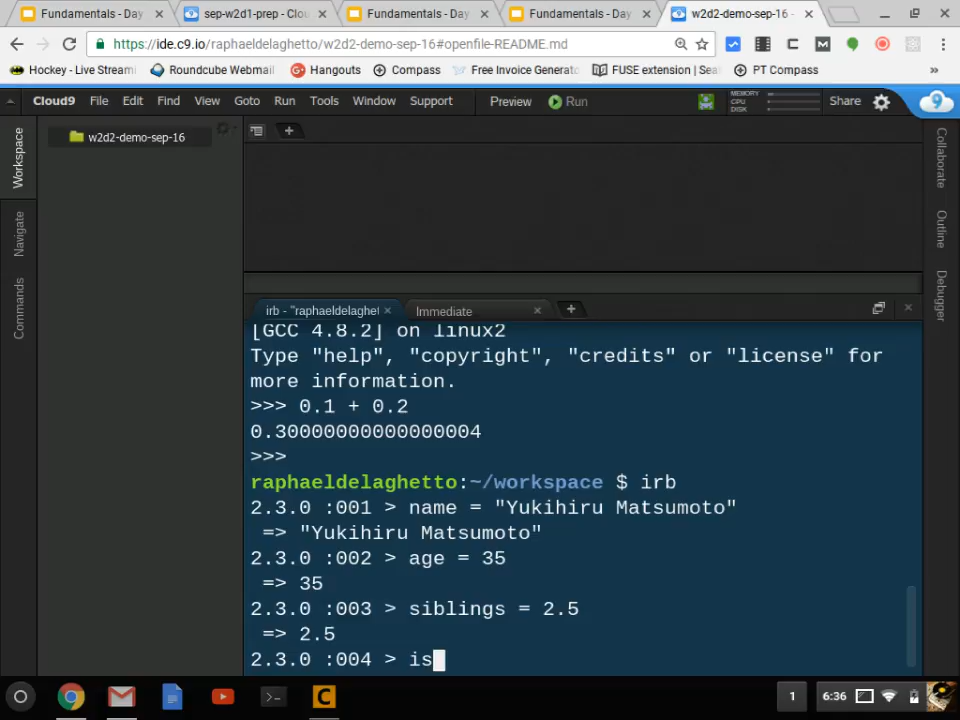 Fundamentals - Day
sep-w2d1-prep - Clou
Fundamentals - Day
Fundamentals - Day
w2d2-demo-sep-16 -
https://ide.c9.io/raphaeldelaghetto/w2d2-demo-sep-16#openfile-README.md
Hockey - Live Streami
Roundcube Webmail
Hangouts
Compass
Free Invoice Generato
FUSE extension | Sea
PT Compass
»
Cloud9 File Edit Find View Goto Run Tools Window Support Preview Run
MEMORY
CPU
DISK
Share
9
Workspace
Navigate
Commands
w2d2-demo-sep-16
Collaborate
Outline
Debugger
irb - "raphaeldelaghet
Immediate
[GCC 4.8.2] on linux2
Type "help", "copyright", "credits" or "license" for
more information.
>>> 0.1 + 0.2
0.30000000000000004
>>>
raphaeldelaghetto:~/workspace $ irb
2.3.0 :001 > name = "Yukihiru Matsumoto"
=> "Yukihiru Matsumoto"
2.3.0 :002 > age = 35
=> 35
2.3.0 :003 > siblings = 2.5
=> 2.5
2.3.0 :004 > is
1
6:36